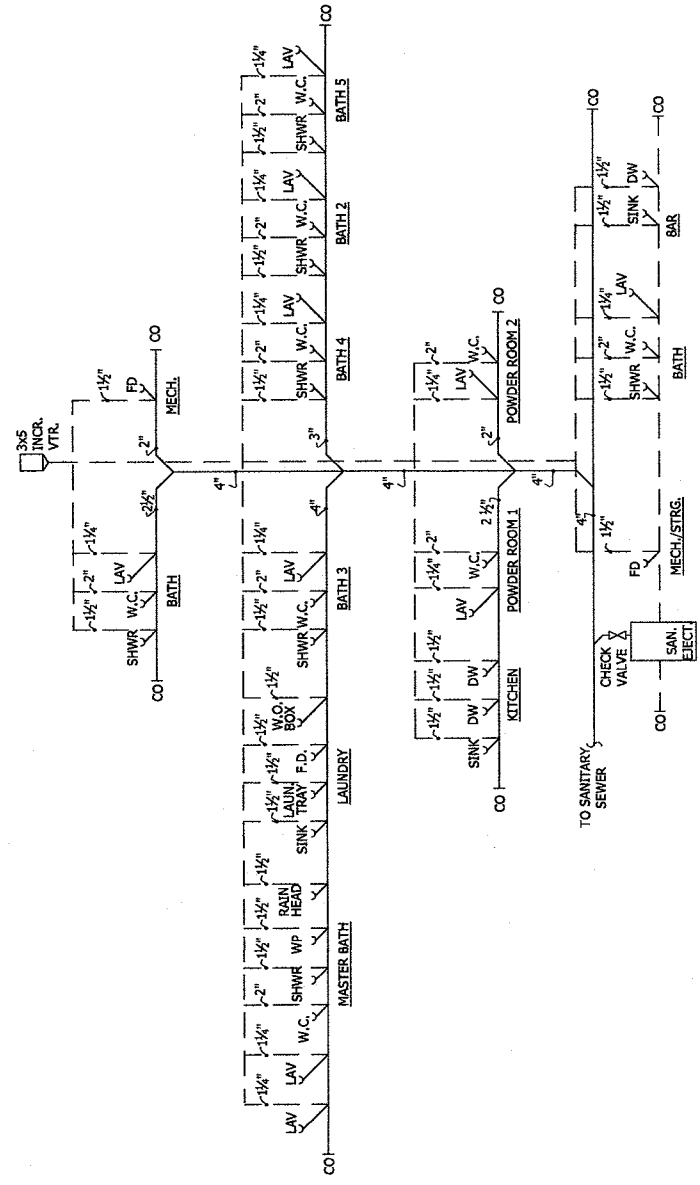 3x5
INCR.
VTR.
1½"
2"
1¼"
1½"
SHWR
W.C.
LAV
FD
CO
2½"
2"
CO
BATH
MECH.
4"
1¼"
1¼"
2"
1½"
1½"
1½"
1½"
1½"
1½"
1½"
1½"
2"
1¼"
1½"
2"
1¼"
1½"
2"
1¼"
1½"
2"
1¼"
LAV
LAV
W.C.
SHWR
WP
RAIN
HEAD
SINK
LAUN.
TRAY
F.D.
W.O.
BOX
SHWR
W.C.
LAV
SHWR
W.C.
LAV
SHWR
W.C.
LAV
SHWR
W.C.
LAV
CO
4"
3"
CO
MASTER BATH
LAUNDRY
BATH 3
BATH 4
BATH 2
BATH 5
4"
1½"
1½"
1½"
1¼"
2"
1¼"
2"
SINK
DW
DW
LAV
W.C.
LAV
W.C.
CO
2 ½"
2"
CO
KITCHEN
POWDER ROOM 1
POWDER ROOM 2
4"
TO SANITARY
SEWER
4"
CO
CHECK
VALVE
1½"
1½"
2"
1¼"
1½"
1½"
FD
SHWR
W.C.
LAV
SINK
DW
CO
SAN.
EJECT
CO
MECH./STRG.
BATH
BAR